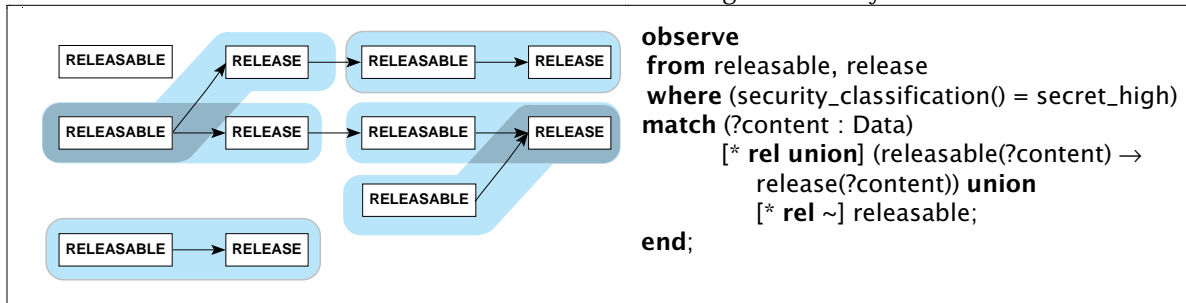 RELEASABLE RELEASE RELEASABLE RELEASE
RELEASABLE RELEASE RELEASABLE RELEASE
RELEASABLE
RELEASABLE RELEASE
observe
from releasable, release
where (security_classification() = secret_high)
match (?content : Data)
[* rel union] (releasable(?content) →
release(?content)) union
[* rel ~] releasable;
end;